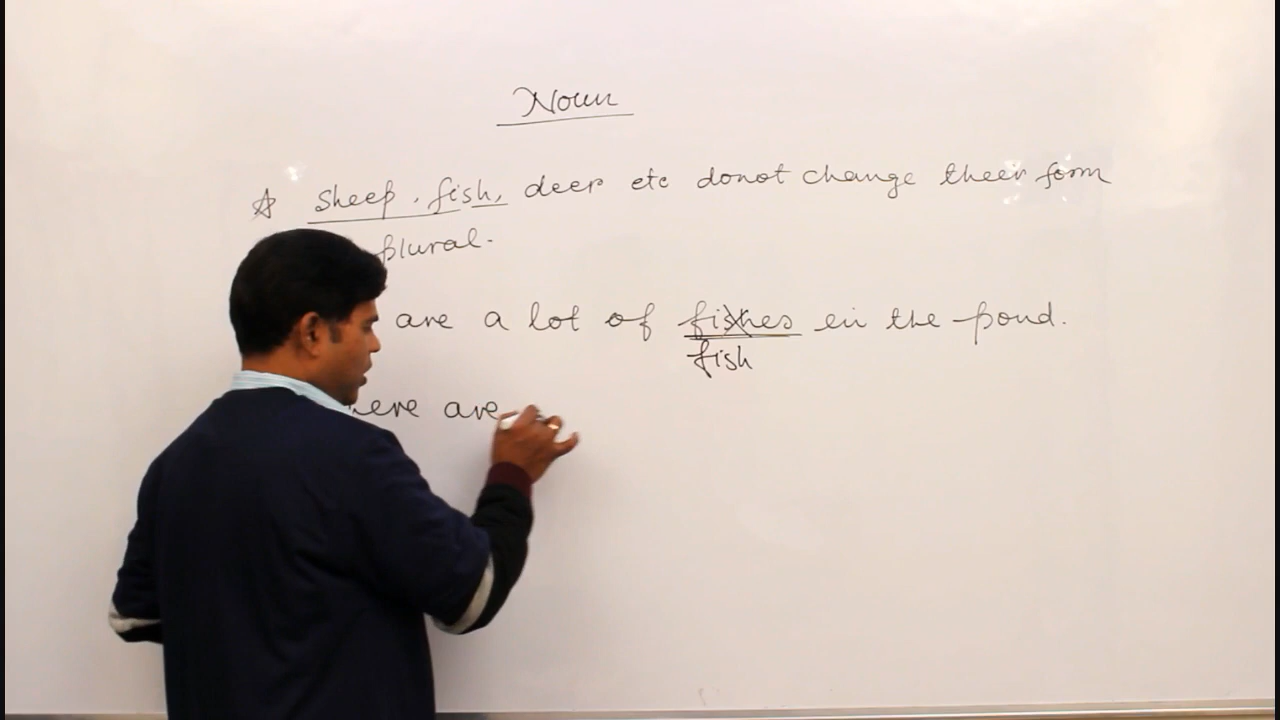 Noun
☆ Sheep, fish, deer etc donot change their form
plural.
are a lot of fishes in the pond.
fish
here are